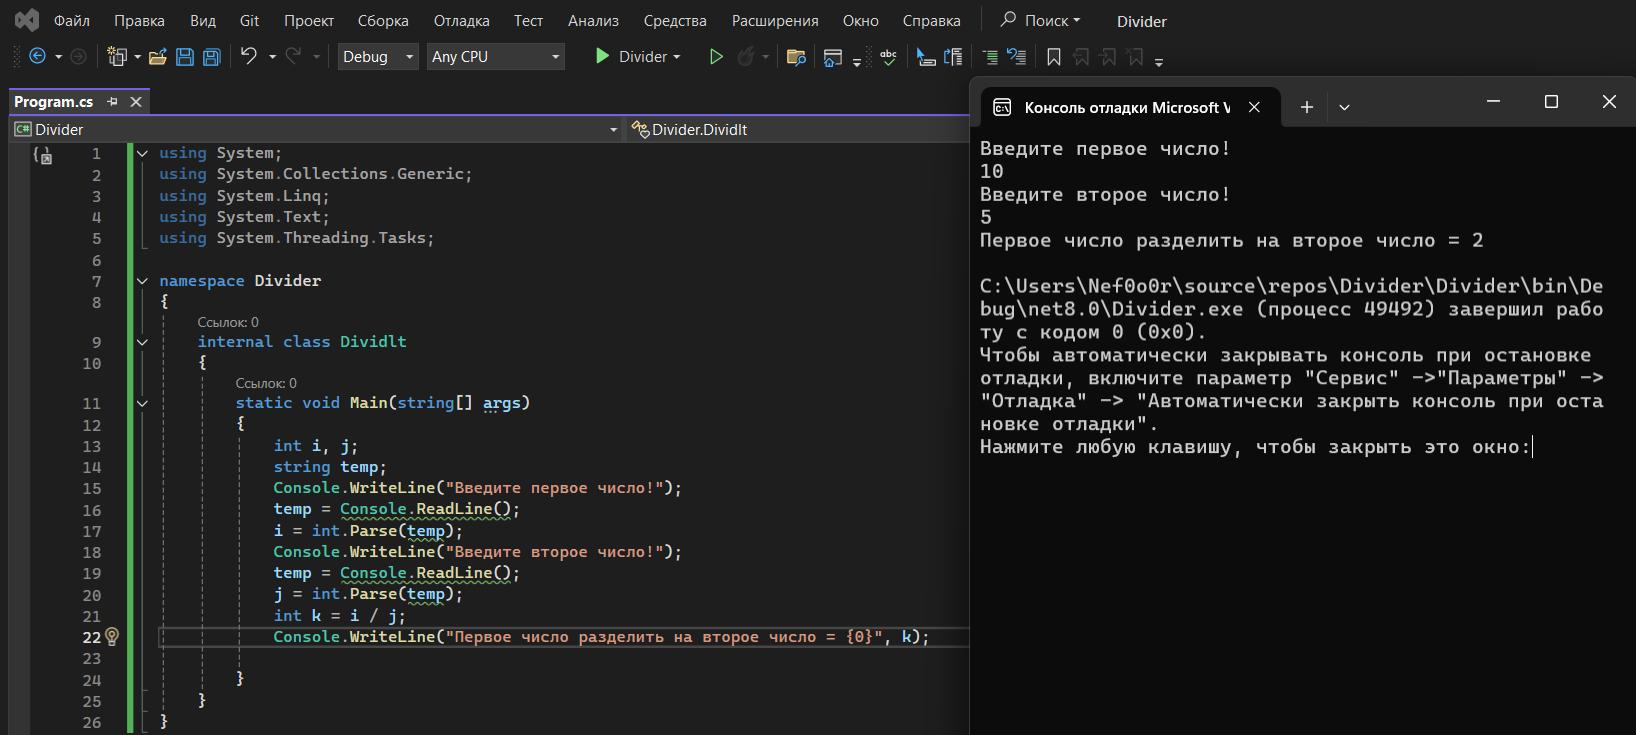 Файл Правка Вид Git Проект Сборка Отладка Тест Анализ Средства Расширения Окно Справка Поиск Divider
Debug Any CPU Divider
Program.cs
Divider Divider.Dividlt
1 using System;
2 using System.Collections.Generic;
3 using System.Linq;
4 using System.Text;
5 using System.Threading.Tasks;
6
7 namespace Divider
8 {
Ссылок: 0
9 internal class Dividlt
10 {
Ссылок: 0
11 static void Main(string[] args)
12 {
13 int i, j;
14 string temp;
15 Console.WriteLine("Введите первое число!");
16 temp = Console.ReadLine();
17 i = int.Parse(temp);
18 Console.WriteLine("Введите второе число!");
19 temp = Console.ReadLine();
20 j = int.Parse(temp);
21 int k = i / j;
22 Console.WriteLine("Первое число разделить на второе число = {0}", k);
23
24 }
25 }
26 }
Консоль отладки Microsoft V
Введите первое число!
10
Введите второе число!
5
Первое число разделить на второе число = 2
C:\Users\Nef0o0r\source\repos\Divider\Divider\bin\De
bug\net8.0\Divider.exe (процесс 49492) завершил рабо
ту с кодом 0 (0x0).
Чтобы автоматически закрывать консоль при остановке
отладки, включите параметр "Сервис" ->"Параметры" ->
"Отладка" -> "Автоматически закрыть консоль при оста
новке отладки".
Нажмите любую клавишу, чтобы закрыть это окно: